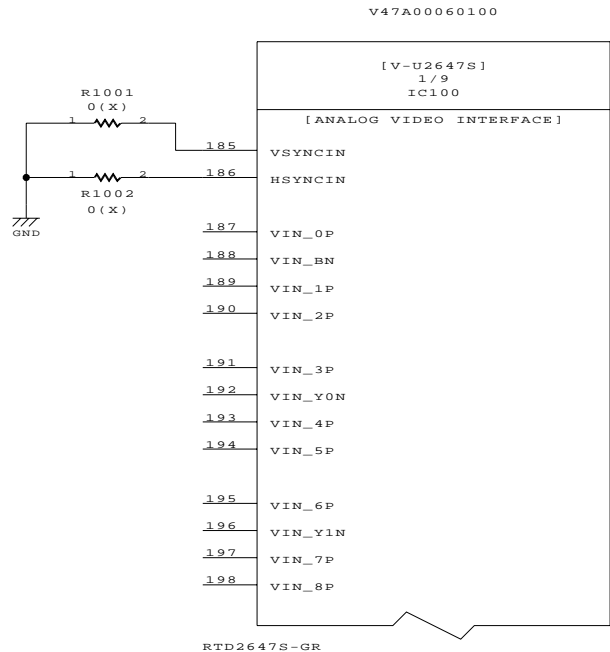 V47A00060100
[V-U2647S]
1/9
IC100
[ANALOG VIDEO INTERFACE]
R1001
0(X)
1 2
185 VSYNCIN
1 2 186 HSYNCIN
R1002
0(X)
GND
187 VIN_0P
188 VIN_BN
189 VIN_1P
190 VIN_2P
191 VIN_3P
192 VIN_Y0N
193 VIN_4P
194 VIN_5P
195 VIN_6P
196 VIN_Y1N
197 VIN_7P
198 VIN_8P
RTD2647S-GR